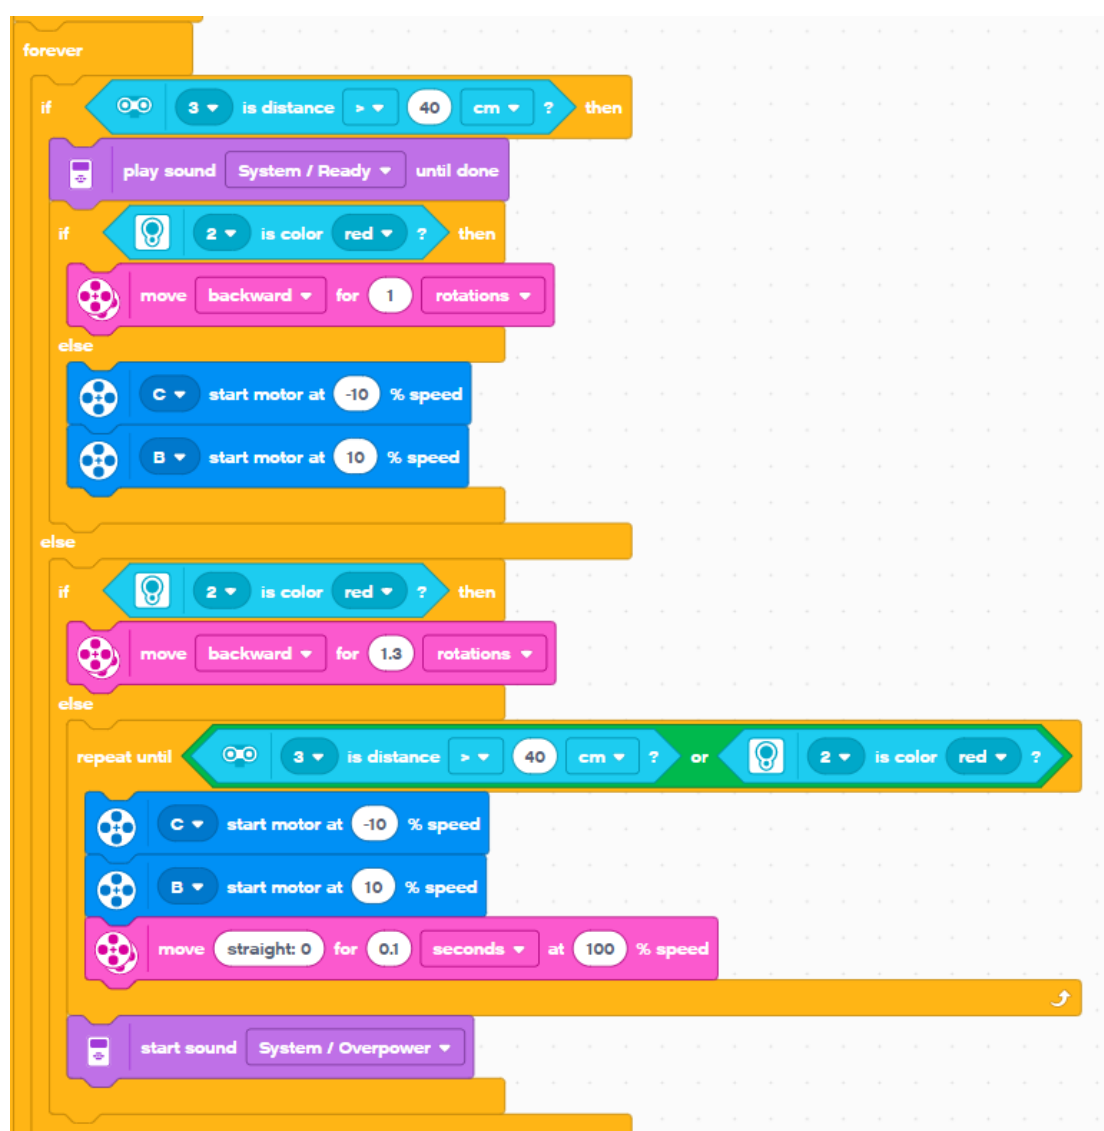 forever
if 3 is distance > 40 cm ? then
play sound System / Ready until done
if 2 is color red ? then
move backward for 1 rotations
else
C start motor at -10 % speed
B start motor at 10 % speed
else
if 2 is color red ? then
move backward for 1.3 rotations
else
repeat until 3 is distance > 40 cm ? or 2 is color red ?
C start motor at -10 % speed
B start motor at 10 % speed
move straight: 0 for 0.1 seconds at 100 % speed
start sound System / Overpower